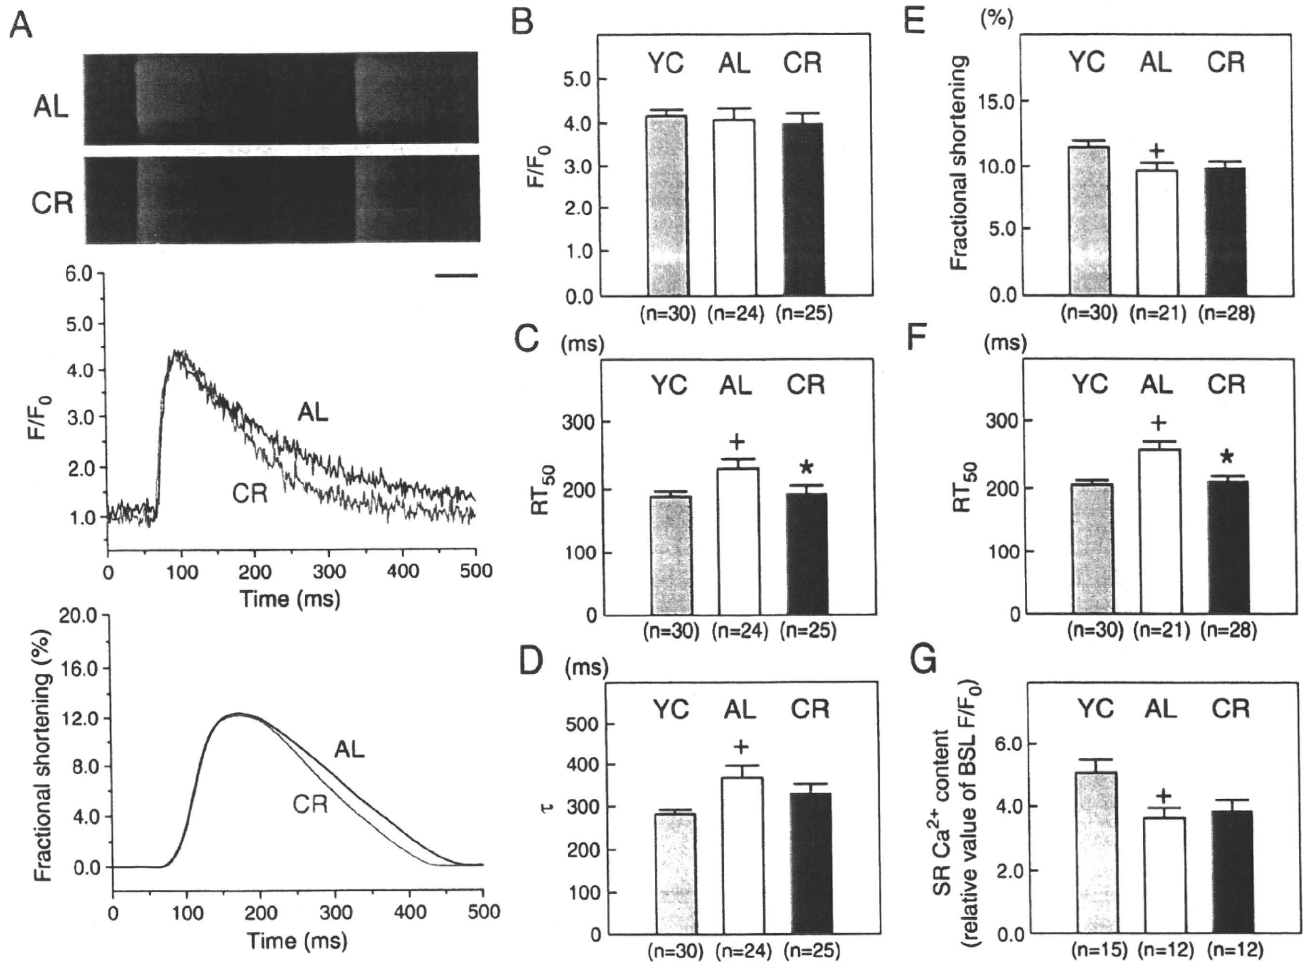 A
AL
CR
6.0
5.0
4.0
3.0
2.0
1.0
F/F0
AL
CR
0 100 200 300 400 500
Time (ms)
20.0
16.0
12.0
8.0
4.0
0.0
Fractional shortening (%)
AL
CR
0 100 200 300 400 500
Time (ms)
B
YC AL CR
5.0
4.0
3.0
2.0
1.0
0.0
F/F0
(n=30) (n=24) (n=25)
C (ms)
YC AL CR
300
200
100
0
RT50
+
*
(n=30) (n=24) (n=25)
D (ms)
YC AL CR
500
400
300
200
100
0
τ
+
(n=30) (n=24) (n=25)
E (%)
YC AL CR
15.0
10.0
5.0
0.0
Fractional shortening
+
(n=30) (n=21) (n=28)
F (ms)
YC AL CR
300
200
100
0
RT50
+
*
(n=30) (n=21) (n=28)
G
YC AL CR
6.0
4.0
2.0
0.0
SR Ca2+ content
(relative value of BSL F/F0)
+
(n=15) (n=12) (n=12)